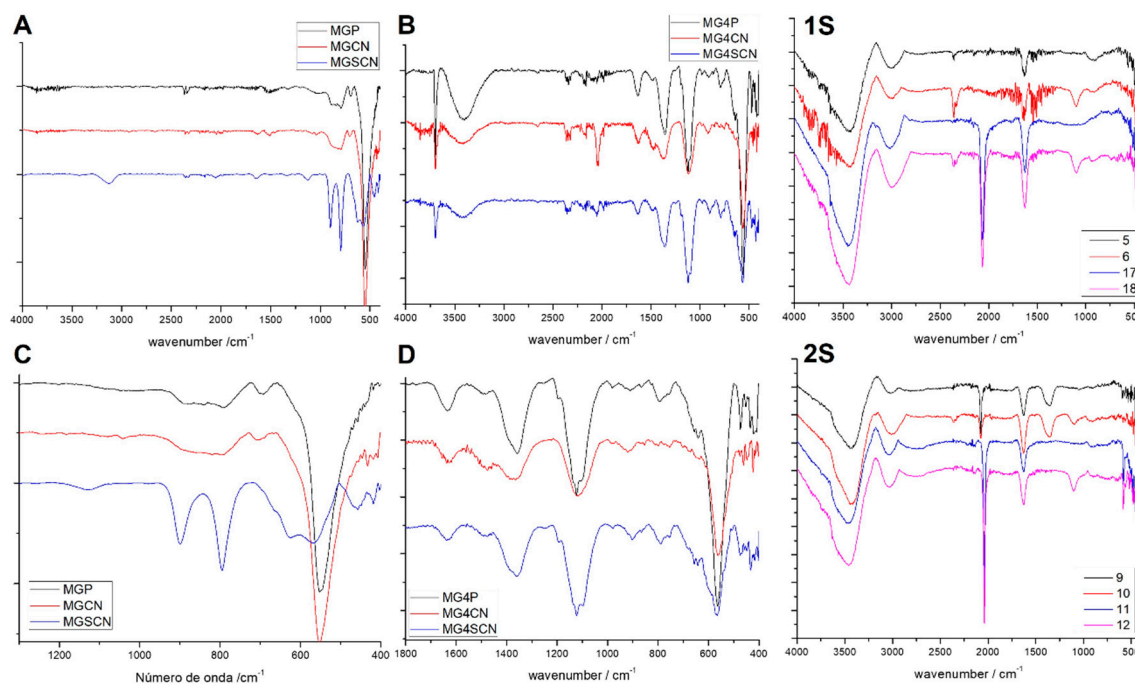 A
MGP
MGCN
MGSCN
4000 3500 3000 2500 2000 1500 1000 500
wavenumber /cm⁻¹
B
MG4P
MG4CN
MG4SCN
4000 3500 3000 2500 2000 1500 1000 500
wavenumber / cm⁻¹
1S
5
6
17
18
4000 3500 3000 2500 2000 1500 1000 500
wavenumber / cm⁻¹
C
MGP
MGCN
MGSCN
1200 1000 800 600 400
Número de onda/cm⁻¹
D
MG4P
MG4CN
MG4SCN
1800 1600 1400 1200 1000 800 600 400
wavenumber / cm⁻¹
2S
9
10
11
12
4000 3500 3000 2500 2000 1500 1000 500
wavenumber / cm⁻¹